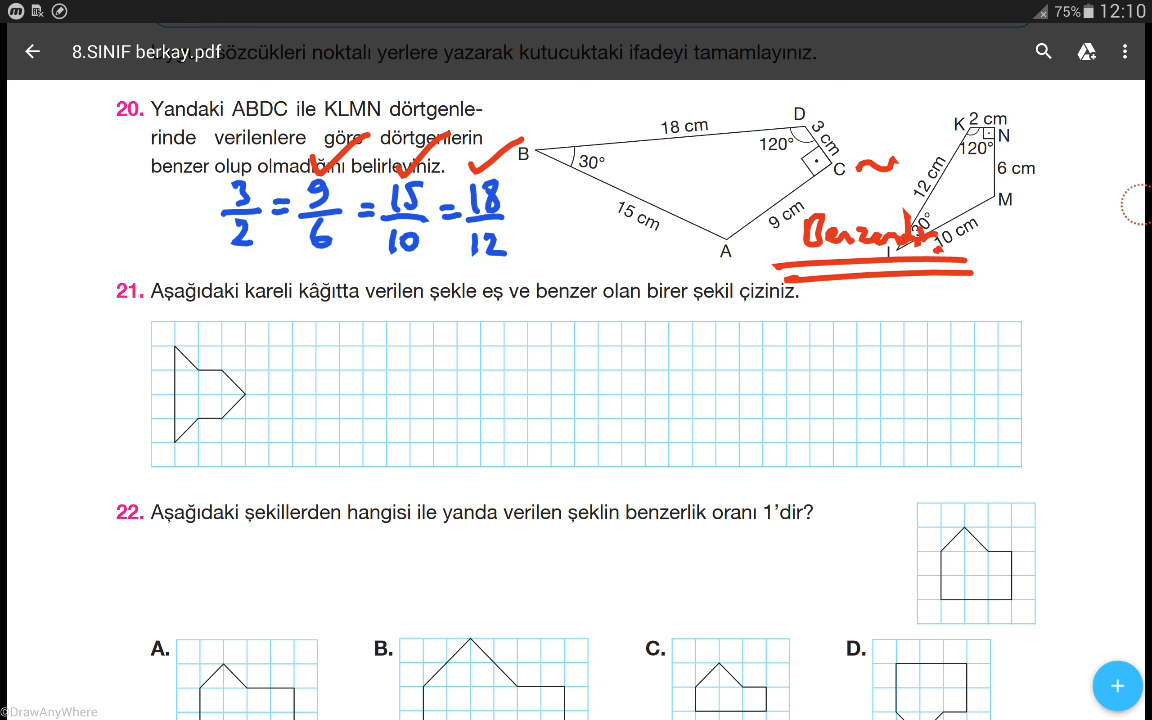 75% 12:10
sözcükleri noktalı yerlere yazarak kutucuktaki ifadeyi tamamlayınız.
8.SINIF berkay.pdf
20. Yandaki ABDC ile KLMN dörtgenle-
rinde verilenlere göre dörtgenlerin
benzer olup olmadığını belirleyiniz.
3/2 = 9/6 = 15/10 = 18/12
B 18 cm D 3 cm C 9 cm A 15 cm
30° 120°
~
K 2 cm N
120° 6 cm
12 cm M
10 cm L
Benzerdir.
21. Aşağıdaki kareli kâğıtta verilen şekle eş ve benzer olan birer şekil çiziniz.
22. Aşağıdaki şekillerden hangisi ile yanda verilen şeklin benzerlik oranı 1’dir?
A. B. C. D.
+
©DrawAnyWhere